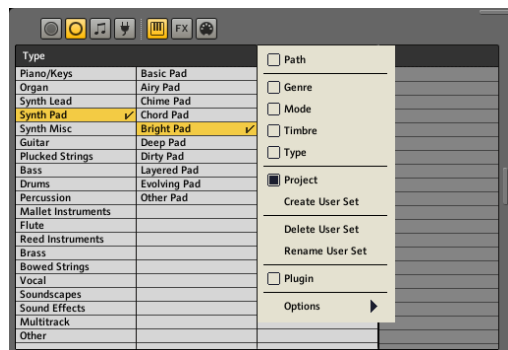 FX
Type
Piano/Keys Basic Pad
Organ Airy Pad
Synth Lead Chime Pad
Synth Pad Chord Pad
Synth Misc Bright Pad
Guitar Deep Pad
Plucked Strings Dirty Pad
Bass Layered Pad
Drums Evolving Pad
Percussion Other Pad
Mallet Instruments
Flute
Reed Instruments
Brass
Bowed Strings
Vocal
Soundscapes
Sound Effects
Multitrack
Other
Path
Genre
Mode
Timbre
Type
Project
Create User Set
Delete User Set
Rename User Set
Plugin
Options